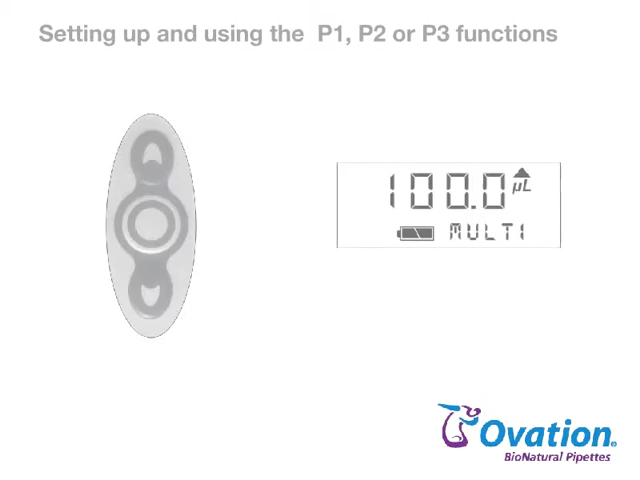 Setting up and using the P1, P2 or P3 functions
100.0 µL
MULTI
Ovation®
BioNatural Pipettes